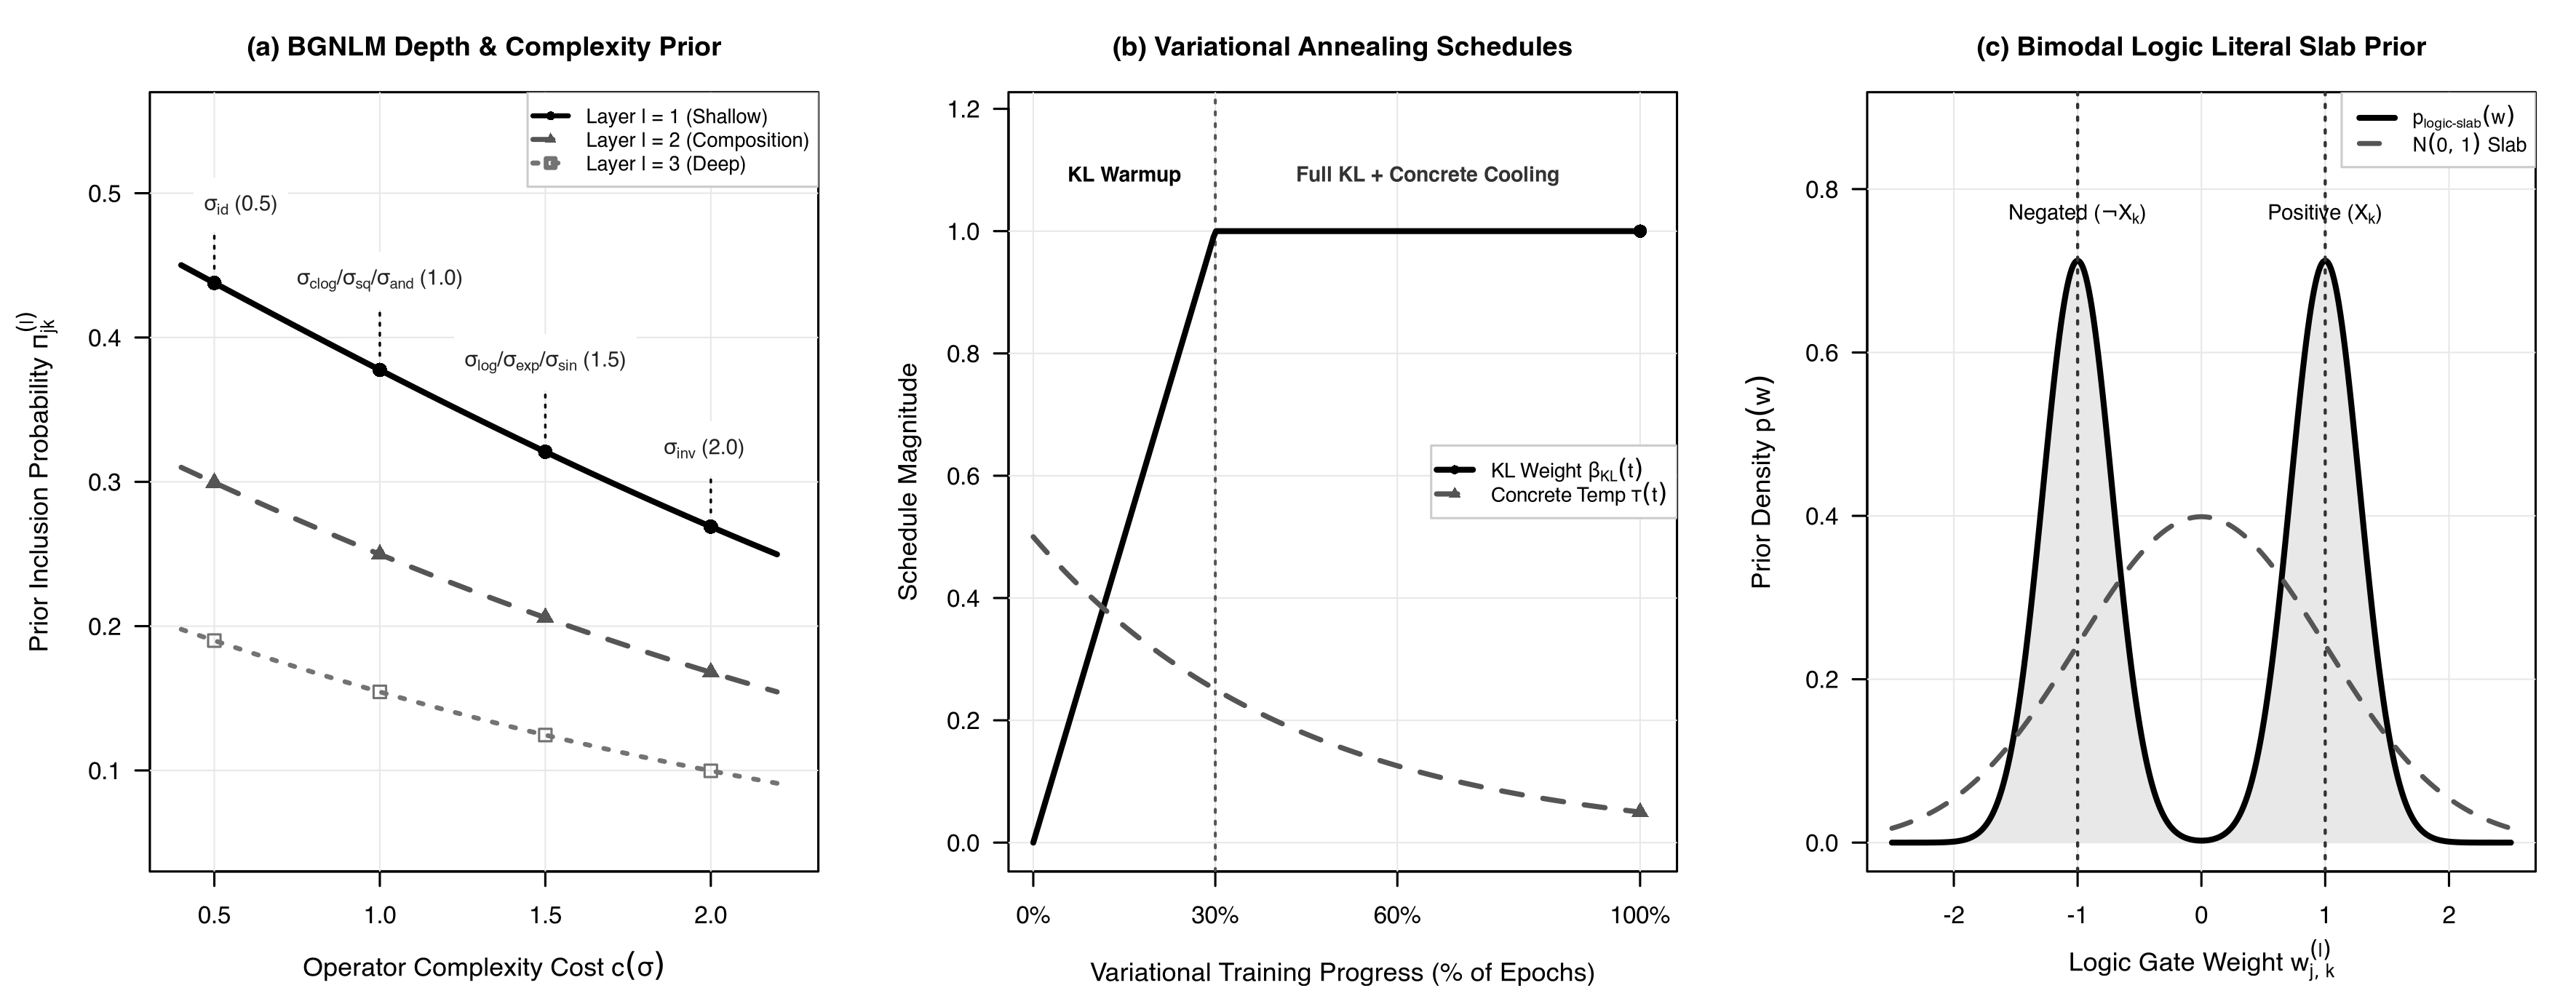 (a) BGNLM Depth & Complexity Prior
Layer l = 1 (Shallow)
Layer l = 2 (Composition)
Layer l = 3 (Deep)
σid (0.5)
σclog/σsq/σand (1.0)
σlog/σexp/σsin (1.5)
σinv (2.0)
Prior Inclusion Probability π(l)jk
0.5
0.4
0.3
0.2
0.1
0.5 1.0 1.5 2.0
Operator Complexity Cost c(σ)
(b) Variational Annealing Schedules
KL Warmup
Full KL + Concrete Cooling
KL Weight βKL(t)
Concrete Temp τ(t)
Schedule Magnitude
1.2
1.0
0.8
0.6
0.4
0.2
0.0
0% 30% 60% 100%
Variational Training Progress (% of Epochs)
(c) Bimodal Logic Literal Slab Prior
plogic-slab(w)
N(0, 1) Slab
Negated (¬Xk)
Positive (Xk)
Prior Density p(w)
0.8
0.6
0.4
0.2
0.0
-2 -1 0 1 2
Logic Gate Weight w(l)j, k